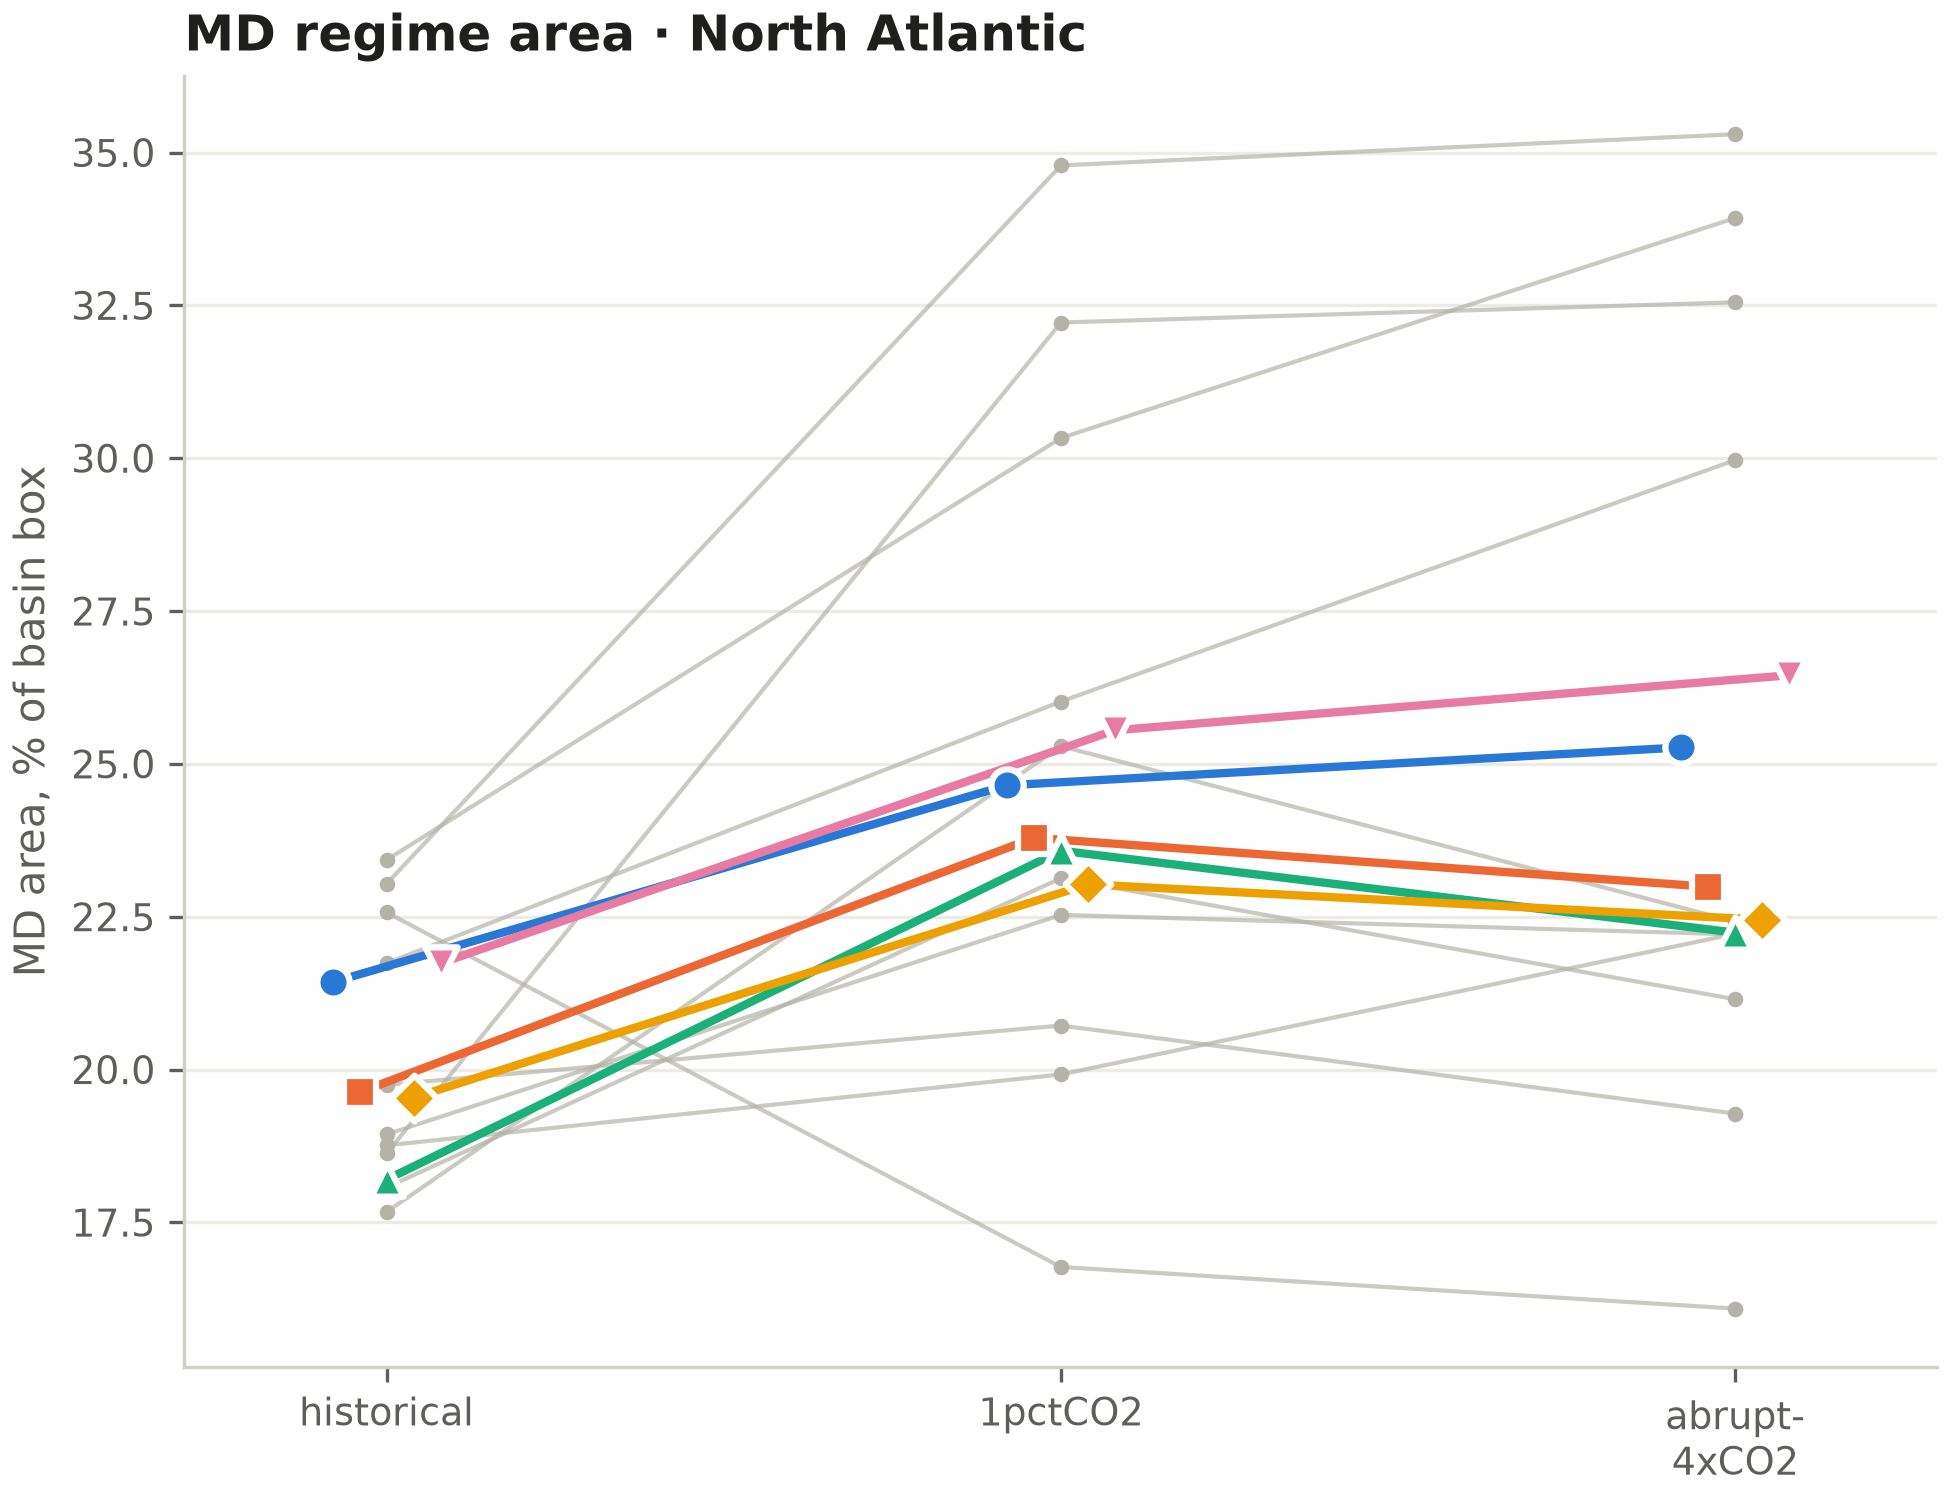 MD regime area · North Atlantic
MD area, % of basin box
35.0
32.5
30.0
27.5
25.0
22.5
20.0
17.5
historical
1pctCO2
abrupt-
4xCO2